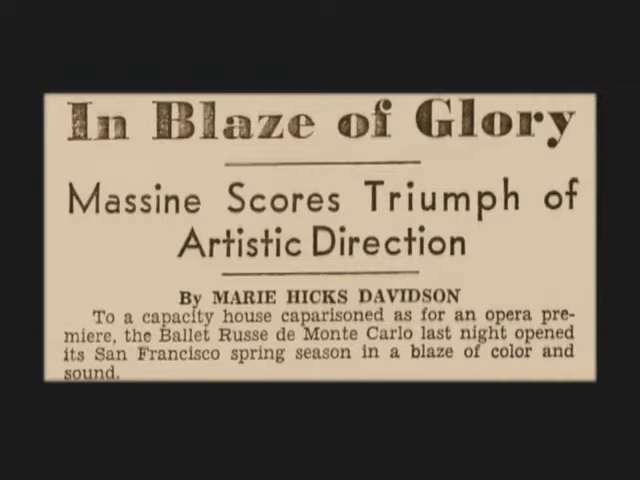 In Blaze of Glory
Massine Scores Triumph of
Artistic Direction
By MARIE HICKS DAVIDSON
To a capacity house caparisoned as for an opera pre-
miere, the Ballet Russe de Monte Carlo last night opened
its San Francisco spring season in a blaze of color and
sound.